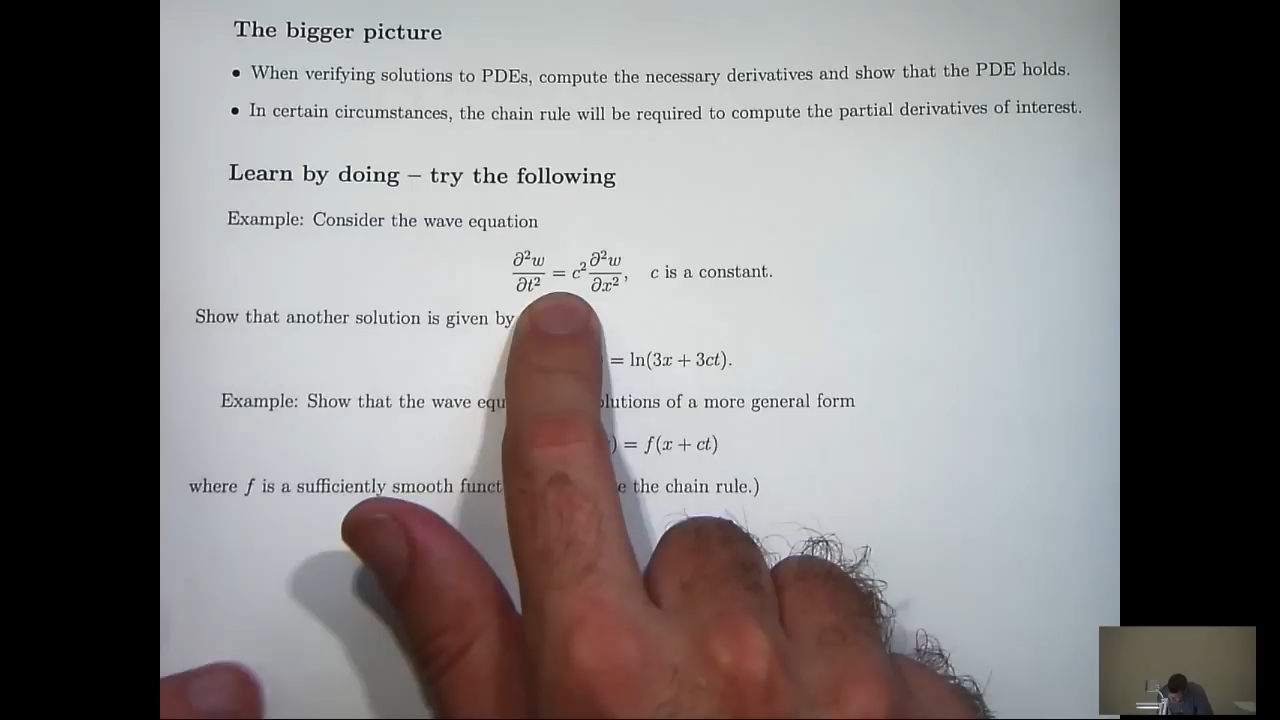 The bigger picture
• When verifying solutions to PDEs, compute the necessary derivatives and show that the PDE holds.
• In certain circumstances, the chain rule will be required to compute the partial derivatives of interest.
Learn by doing – try the following
Example: Consider the wave equation
∂²w/∂t² = c² ∂²w/∂x², c is a constant.
Show that another solution is given by
= ln(3x + 3ct).
Example: Show that the wave of a more general form
) = f(x + ct)
where f is a sufficiently smooth the chain rule.)